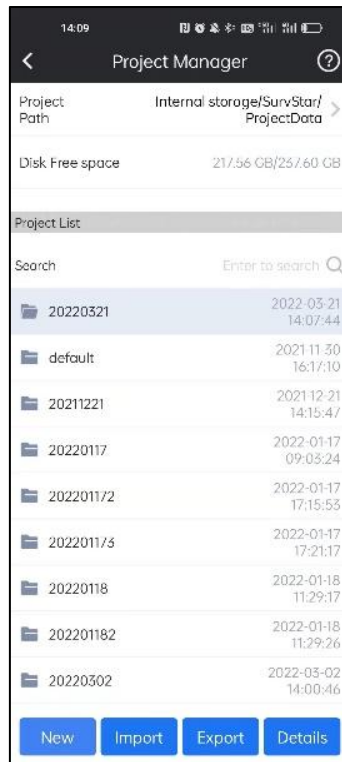 14:09
Project Manager
Project Path
Internal storage/SurvStar/
ProjectData
Disk Free space
217.56 GB/237.60 GB
Project List
Search
Enter to search
20220321
2022-03-21
14:07:44
default
2021-11-30
16:17:10
20211221
2021-12-21
14:15:47
20220117
2022-01-17
09:03:24
202201172
2022-01-17
17:15:53
202201173
2022-01-17
17:21:17
20220118
2022-01-18
11:29:17
202201182
2022-01-18
11:29:26
20220302
2022-03-02
14:00:46
New
Import
Export
Details